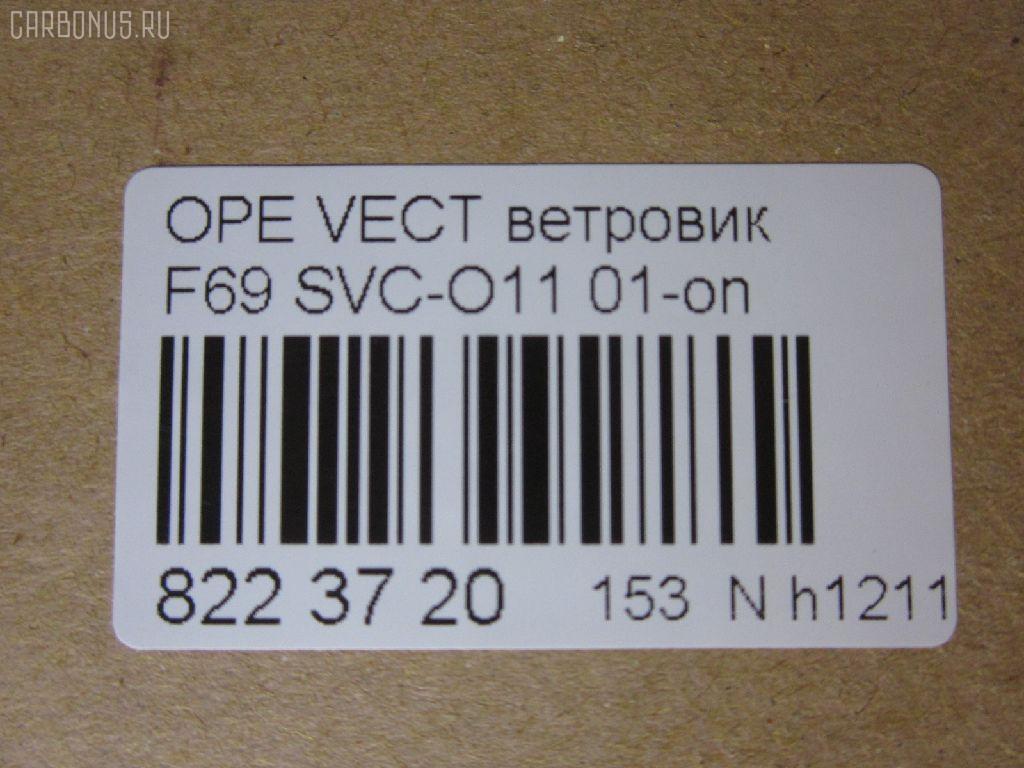 CARBONUS.RU
OPE VECT ветровик
F69 SVC-O11 01-on
822 37 20 153 N h1211